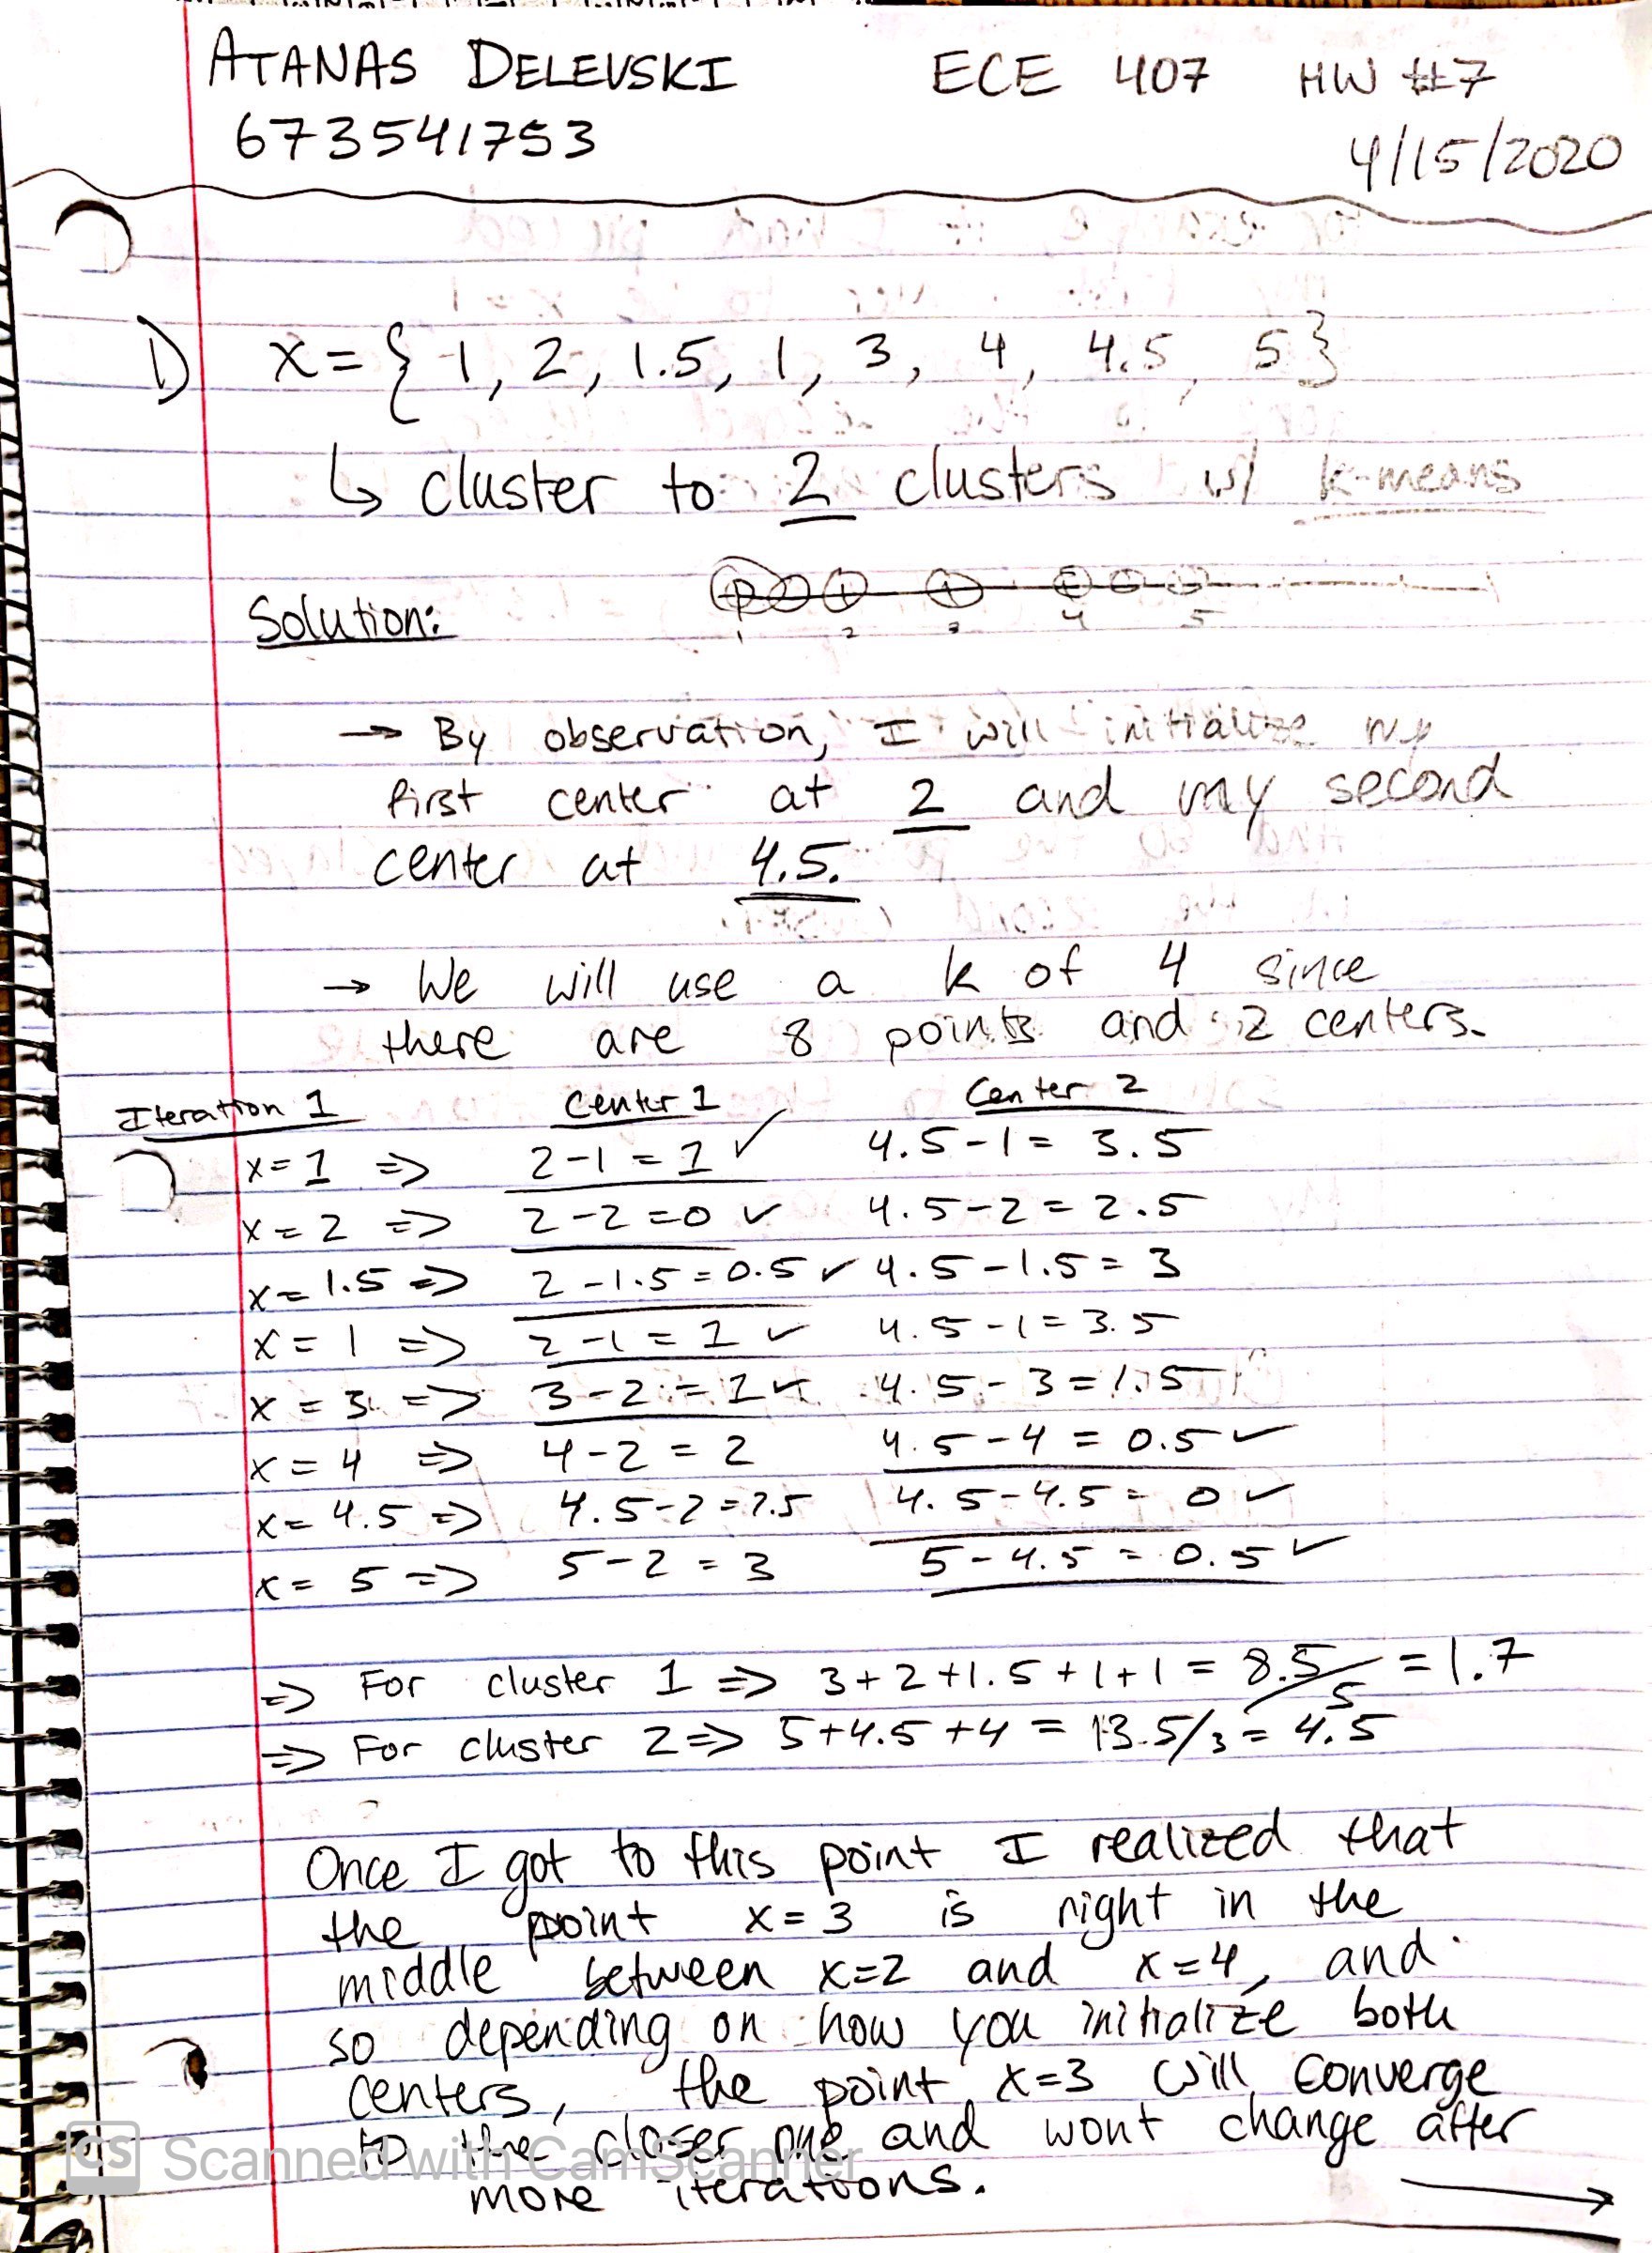 ATANAS DELEVSKI ECE 407 HW #7
673541753 4/15/2020
1) x = { 1, 2, 1.5, 1, 3, 4, 4.5, 5}
↳ cluster to 2 clusters w/ k-means
1 2 3 4 5
Solution:
→ By observation, I will initialize my
first center at 2 and my second
center at 4.5.
→ We will use a k of 4 since
there are 8 points and 2 centers.
Iteration 1 Center 1 Center 2
x=1 => 2-1=1 ✓ 4.5-1= 3.5
x=2 => 2-2=0 ✓ 4.5-2=2.5
x=1.5 => 2-1.5=0.5 ✓ 4.5-1.5=3
x=1 => 2-1=1 ✓ 4.5-1=3.5
x=3 => 3-2=1 ✓ 4.5-3=1.5
x=4 => 4-2=2 4.5-4=0.5 ✓
x=4.5 => 4.5-2=2.5 4.5-4.5=0 ✓
x=5 => 5-2=3 5-4.5=0.5 ✓
=> For cluster 1 => 3+2+1.5+1+1=8.5/5=1.7
=> For cluster 2 => 5+4.5+4=13.5/3=4.5
Once I got to this point I realized that
the point x=3 is right in the
middle between x=2 and x=4, and
so depending on how you initialize both
centers, the point x=3 will converge
to the closer one and wont change after
more iterations. →
CS Scanned with CamScanner